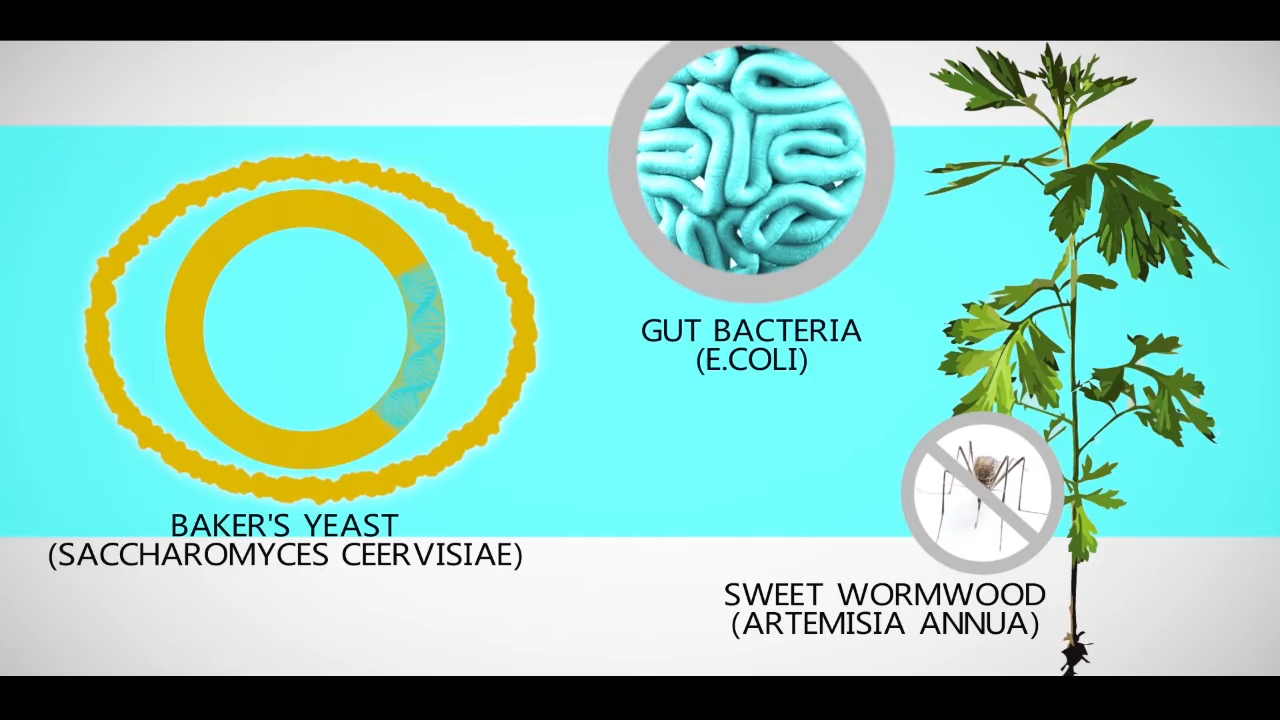 GUT BACTERIA
(E.COLI)
BAKER'S YEAST
(SACCHAROMYCES CEERVISIAE)
SWEET WORMWOOD
(ARTEMISIA ANNUA)